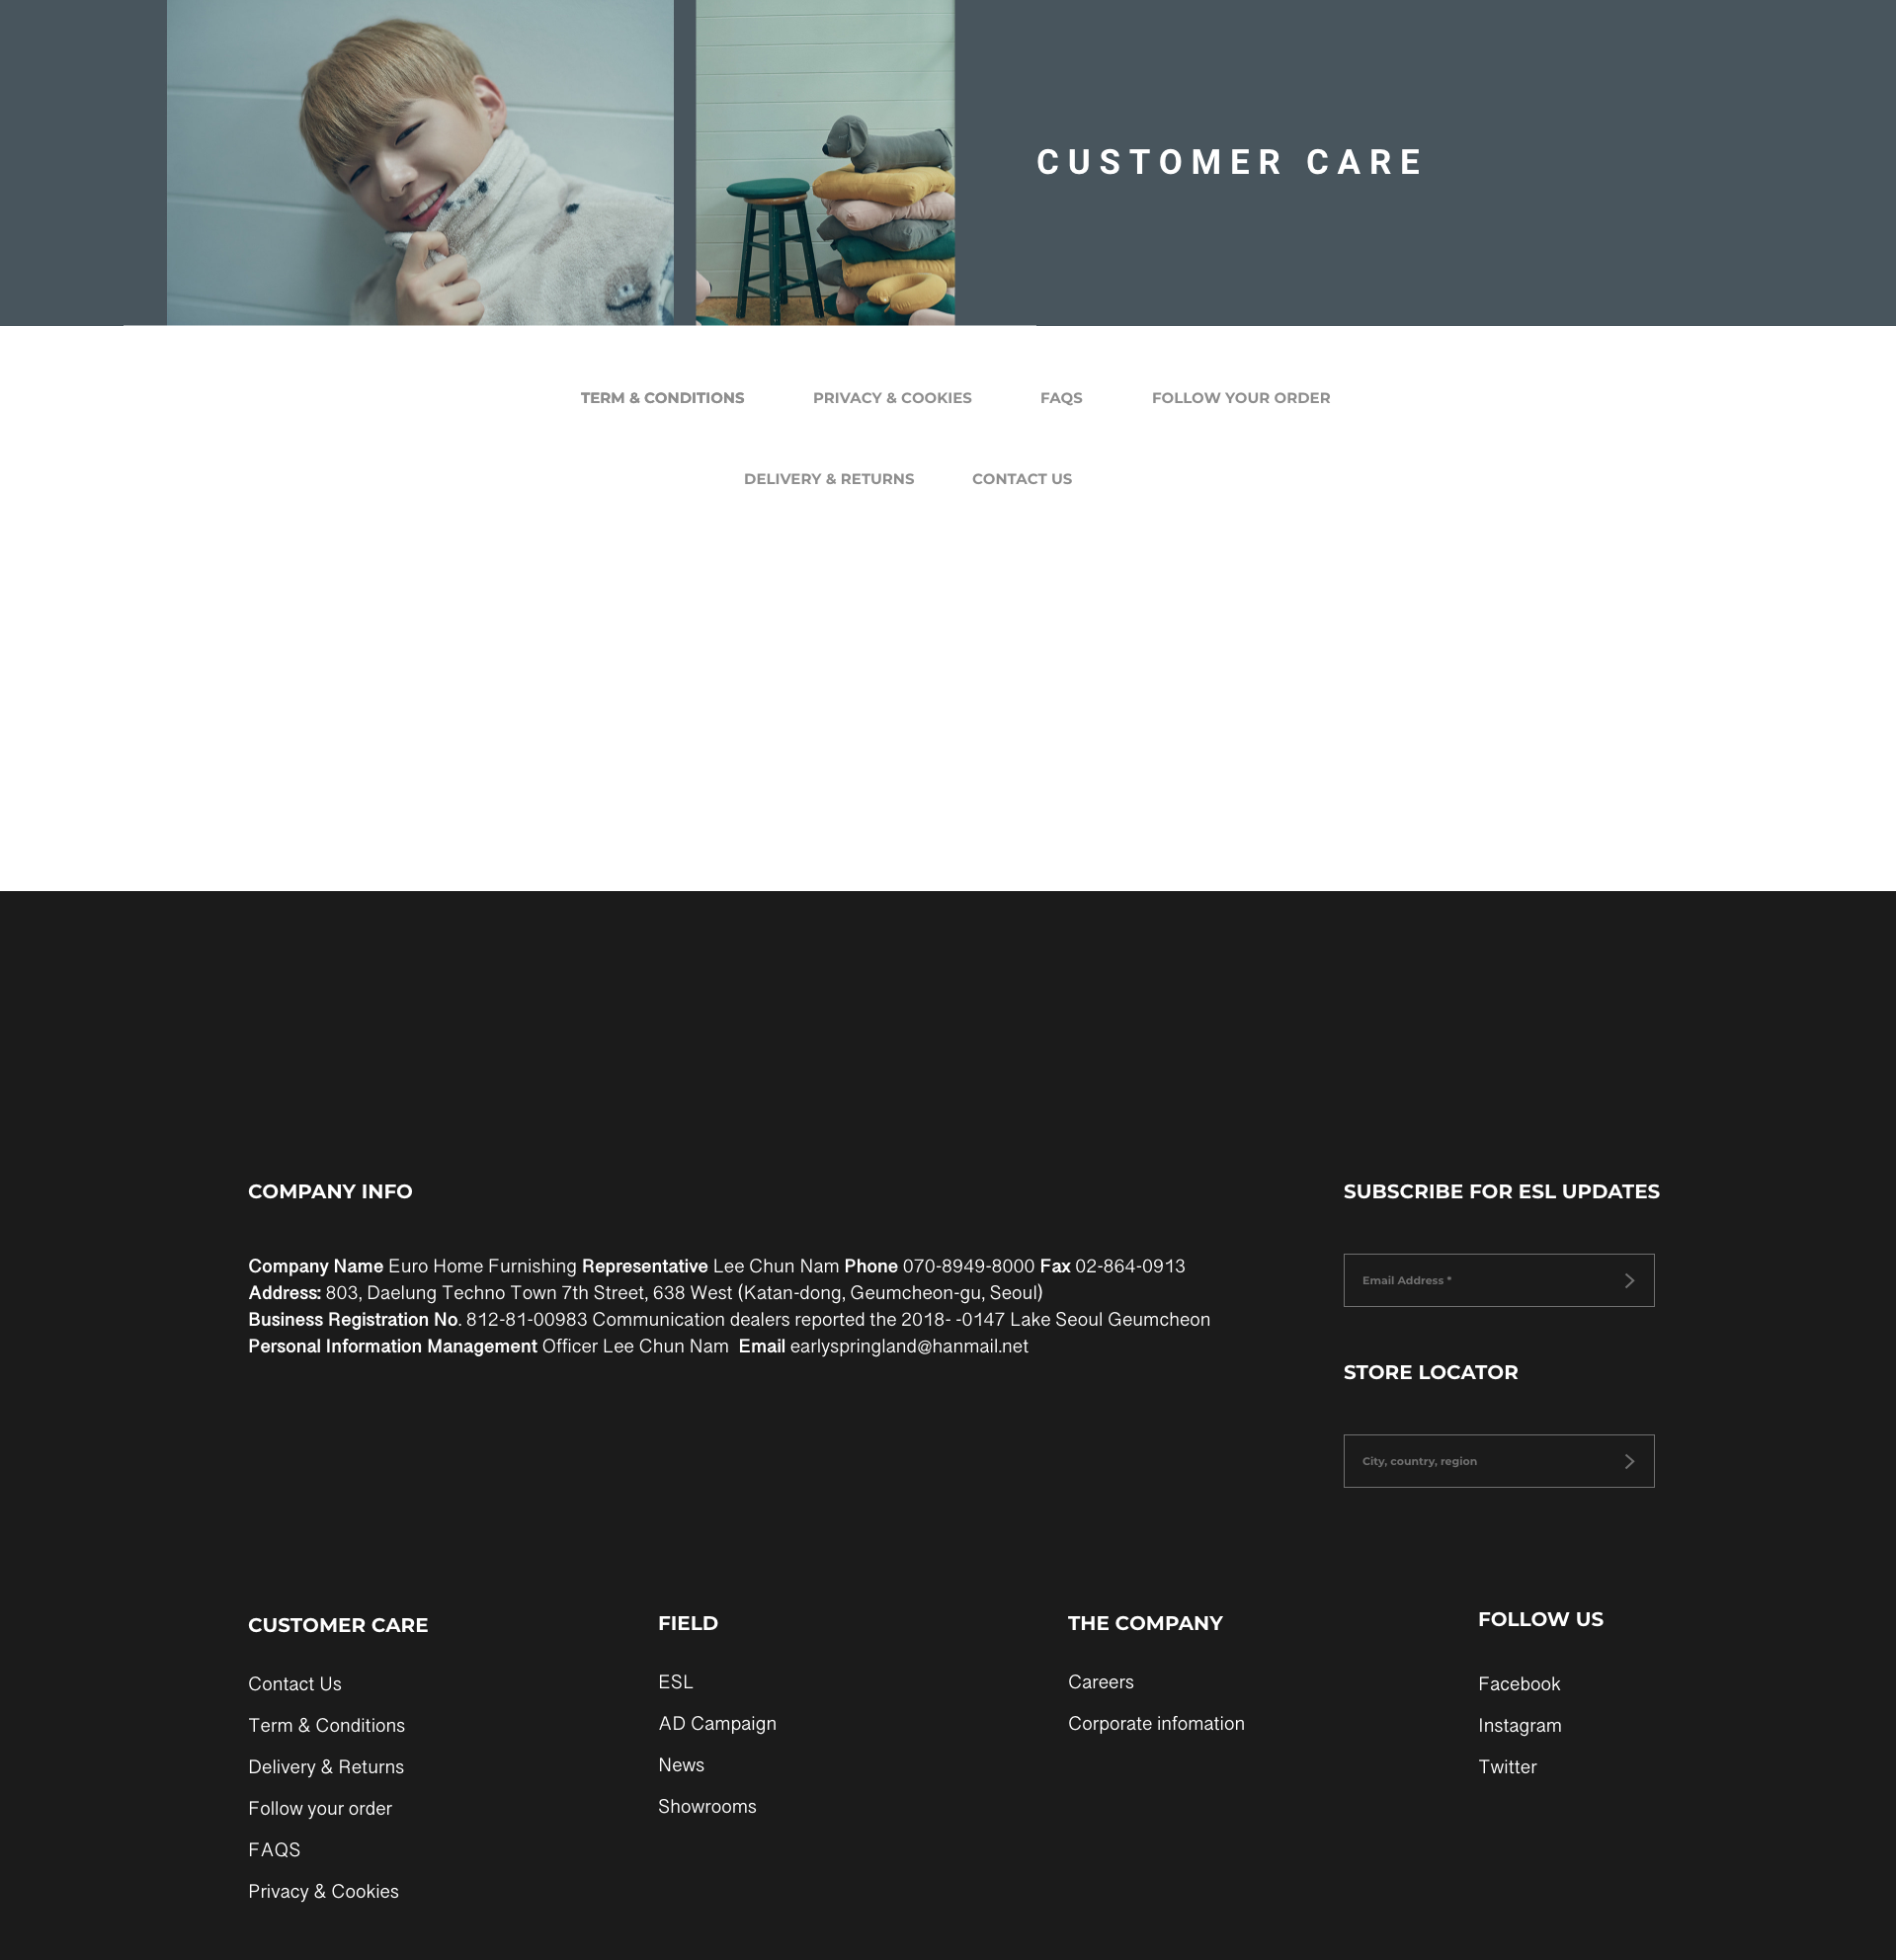 CUSTOMER CARE
TERM & CONDITIONS
PRIVACY & COOKIES
FAQS
FOLLOW YOUR ORDER
DELIVERY & RETURNS
CONTACT US
COMPANY INFO
Company Name Euro Home Furnishing Representative Lee Chun Nam Phone 070-8949-8000 Fax 02-864-0913
Address: 803, Daelung Techno Town 7th Street, 638 West (Katan-dong, Geumcheon-gu, Seoul)
Business Registration No. 812-81-00983 Communication dealers reported the 2018- -0147 Lake Seoul Geumcheon
Personal Information Management Officer Lee Chun Nam  Email earlyspringland@hanmail.net
SUBSCRIBE FOR ESL UPDATES
Email Address *
STORE LOCATOR
City, country, region
CUSTOMER CARE
Contact Us
Term & Conditions
Delivery & Returns
Follow your order
FAQS
Privacy & Cookies
FIELD
ESL
AD Campaign
News
Showrooms
THE COMPANY
Careers
Corporate infomation
FOLLOW US
Facebook
Instagram
Twitter